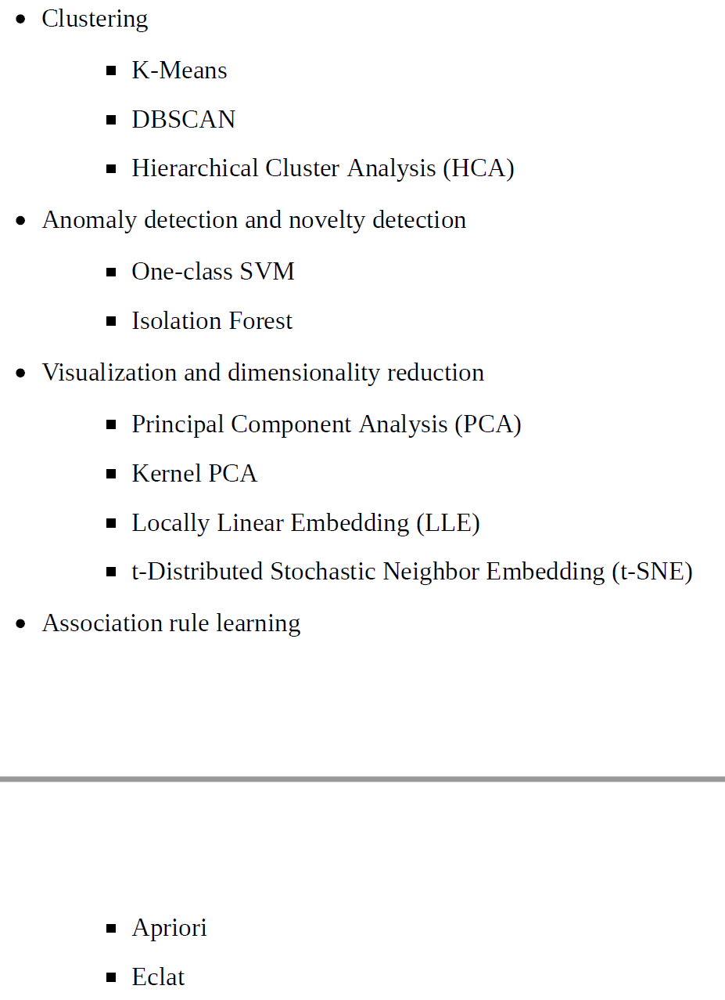 • Clustering
▪ K-Means
▪ DBSCAN
▪ Hierarchical Cluster Analysis (HCA)
• Anomaly detection and novelty detection
▪ One-class SVM
▪ Isolation Forest
• Visualization and dimensionality reduction
▪ Principal Component Analysis (PCA)
▪ Kernel PCA
▪ Locally Linear Embedding (LLE)
▪ t-Distributed Stochastic Neighbor Embedding (t-SNE)
• Association rule learning
▪ Apriori
▪ Eclat